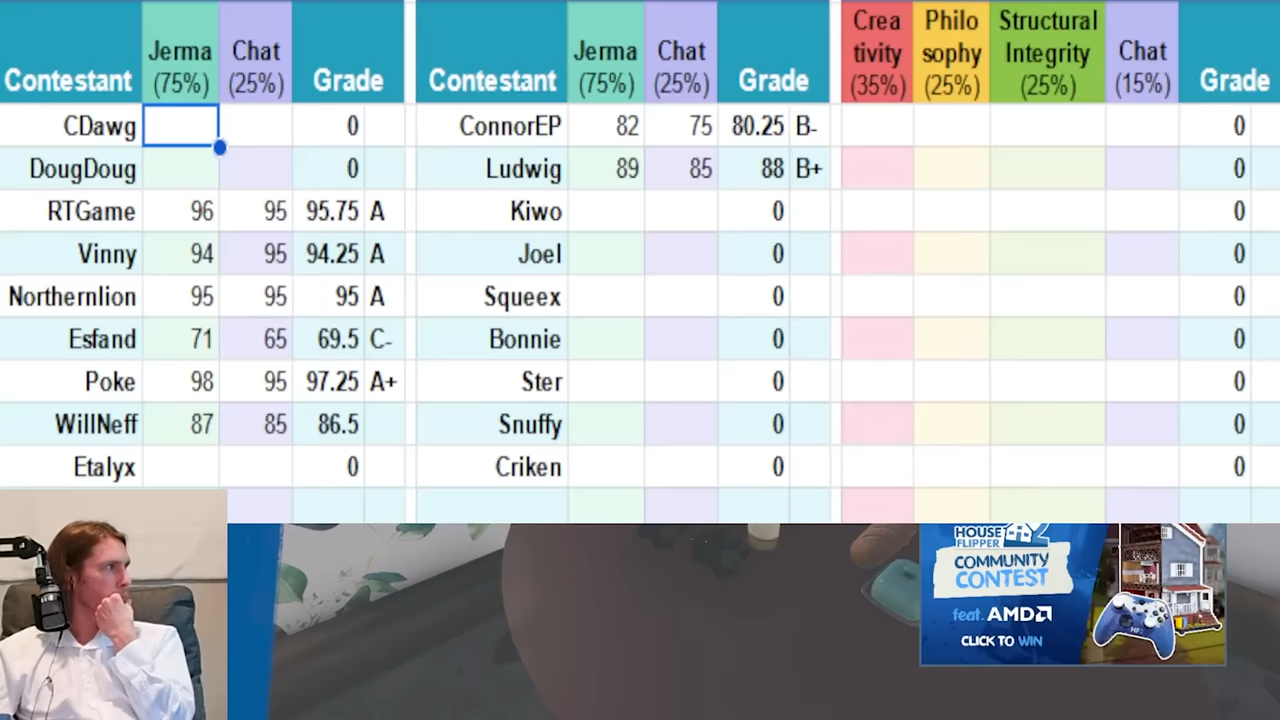 Contestant Jerma (75%) Chat (25%) Grade Contestant Jerma (75%) Chat (25%) Grade Crea tivity (35%) Philo sophy (25%) Structural Integrity (25%) Chat (15%) Grade
CDawg 0 ConnorEP 82 75 80.25 B- 0
DougDoug 0 Ludwig 89 85 88 B+ 0
RTGame 96 95 95.75 A Kiwo 0 0
Vinny 94 95 94.25 A Joel 0 0
Northernlion 95 95 95 A Squeex 0 0
Esfand 71 65 69.5 C- Bonnie 0 0
Poke 98 95 97.25 A+ Ster 0 0
WillNeff 87 85 86.5 Snuffy 0 0
Etalyx 0 Criken 0 0
HOUSE
FLIPPER 2
COMMUNITY
CONTEST
feat. AMD
CLICK TO WIN